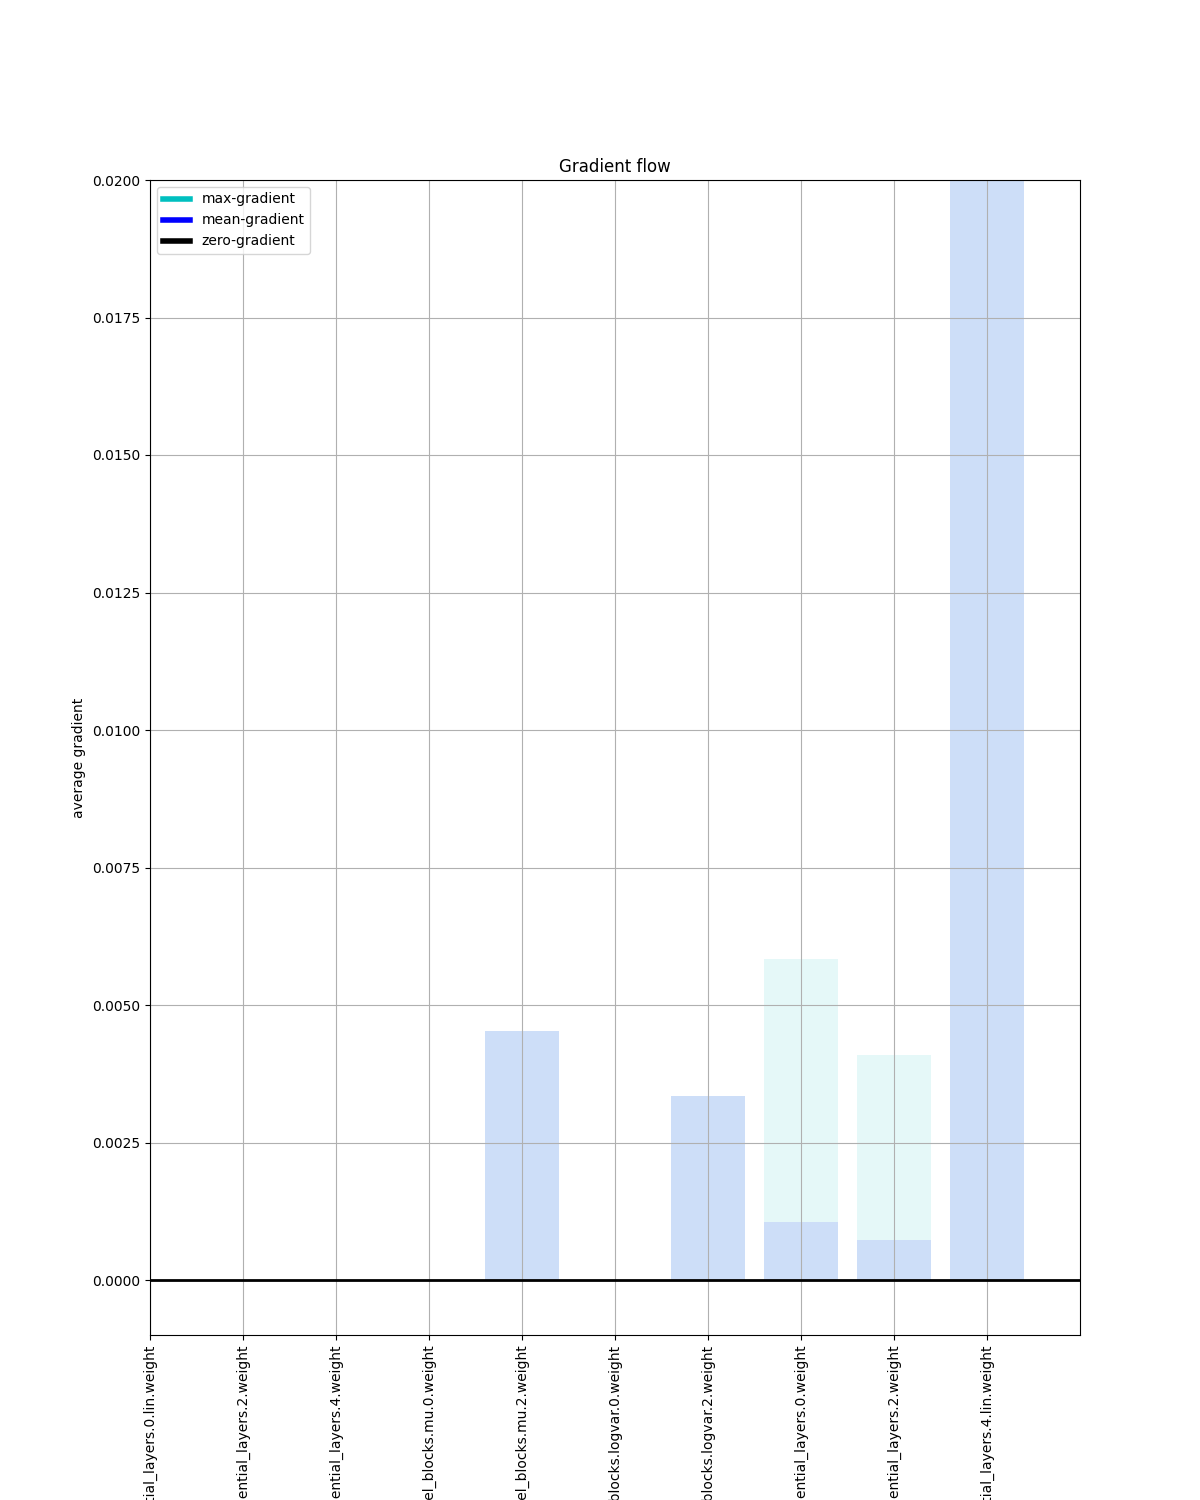 Gradient flow
max-gradient
mean-gradient
zero-gradient
0.0200
0.0175
0.0150
0.0125
0.0100
0.0075
0.0050
0.0025
0.0000
average gradient
tial_layers.0.lin.weight
ential_layers.2.weight
ential_layers.4.weight
el_blocks.mu.0.weight
el_blocks.mu.2.weight
blocks.logvar.0.weight
blocks.logvar.2.weight
ential_layers.0.weight
ential_layers.2.weight
tial_layers.4.lin.weight